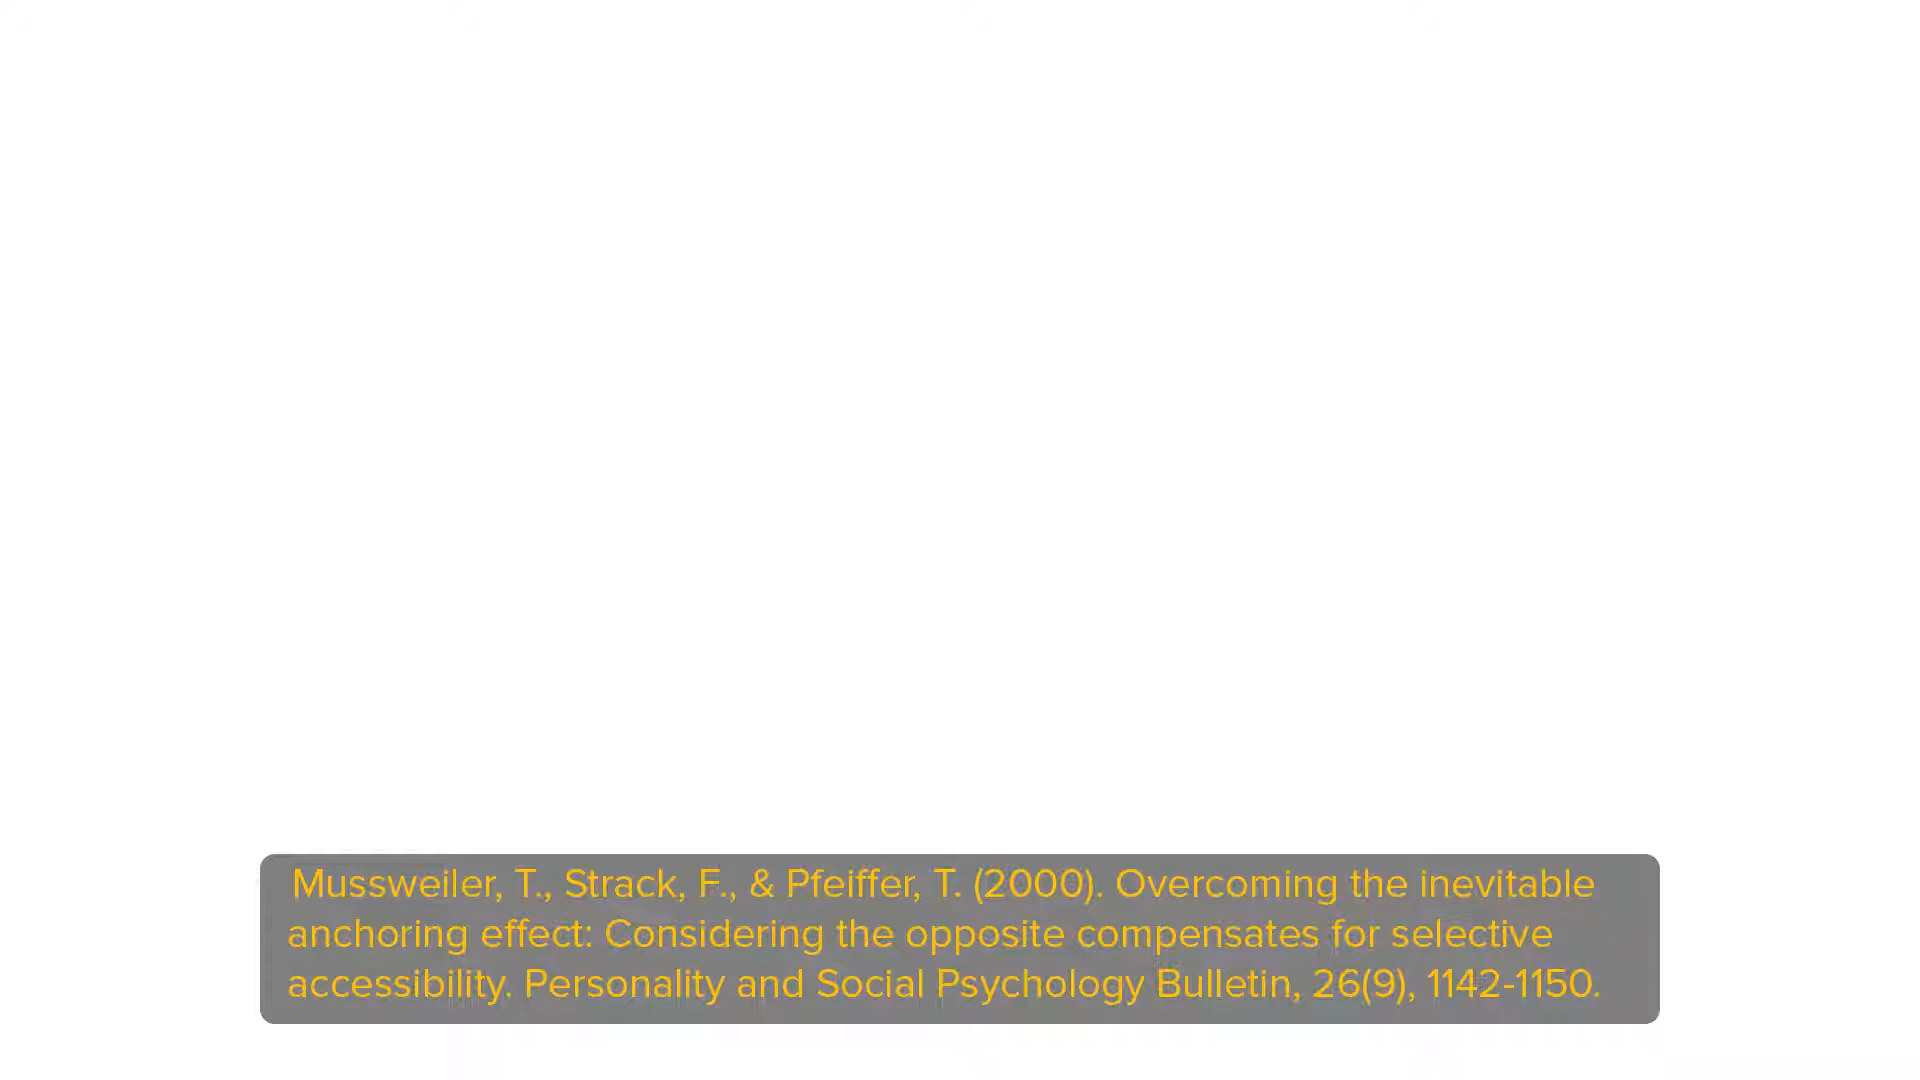 Mussweiler, T., Strack, F., & Pfeiffer, T. (2000). Overcoming the inevitable
anchoring effect: Considering the opposite compensates for selective
accessibility. Personality and Social Psychology Bulletin, 26(9), 1142-1150.